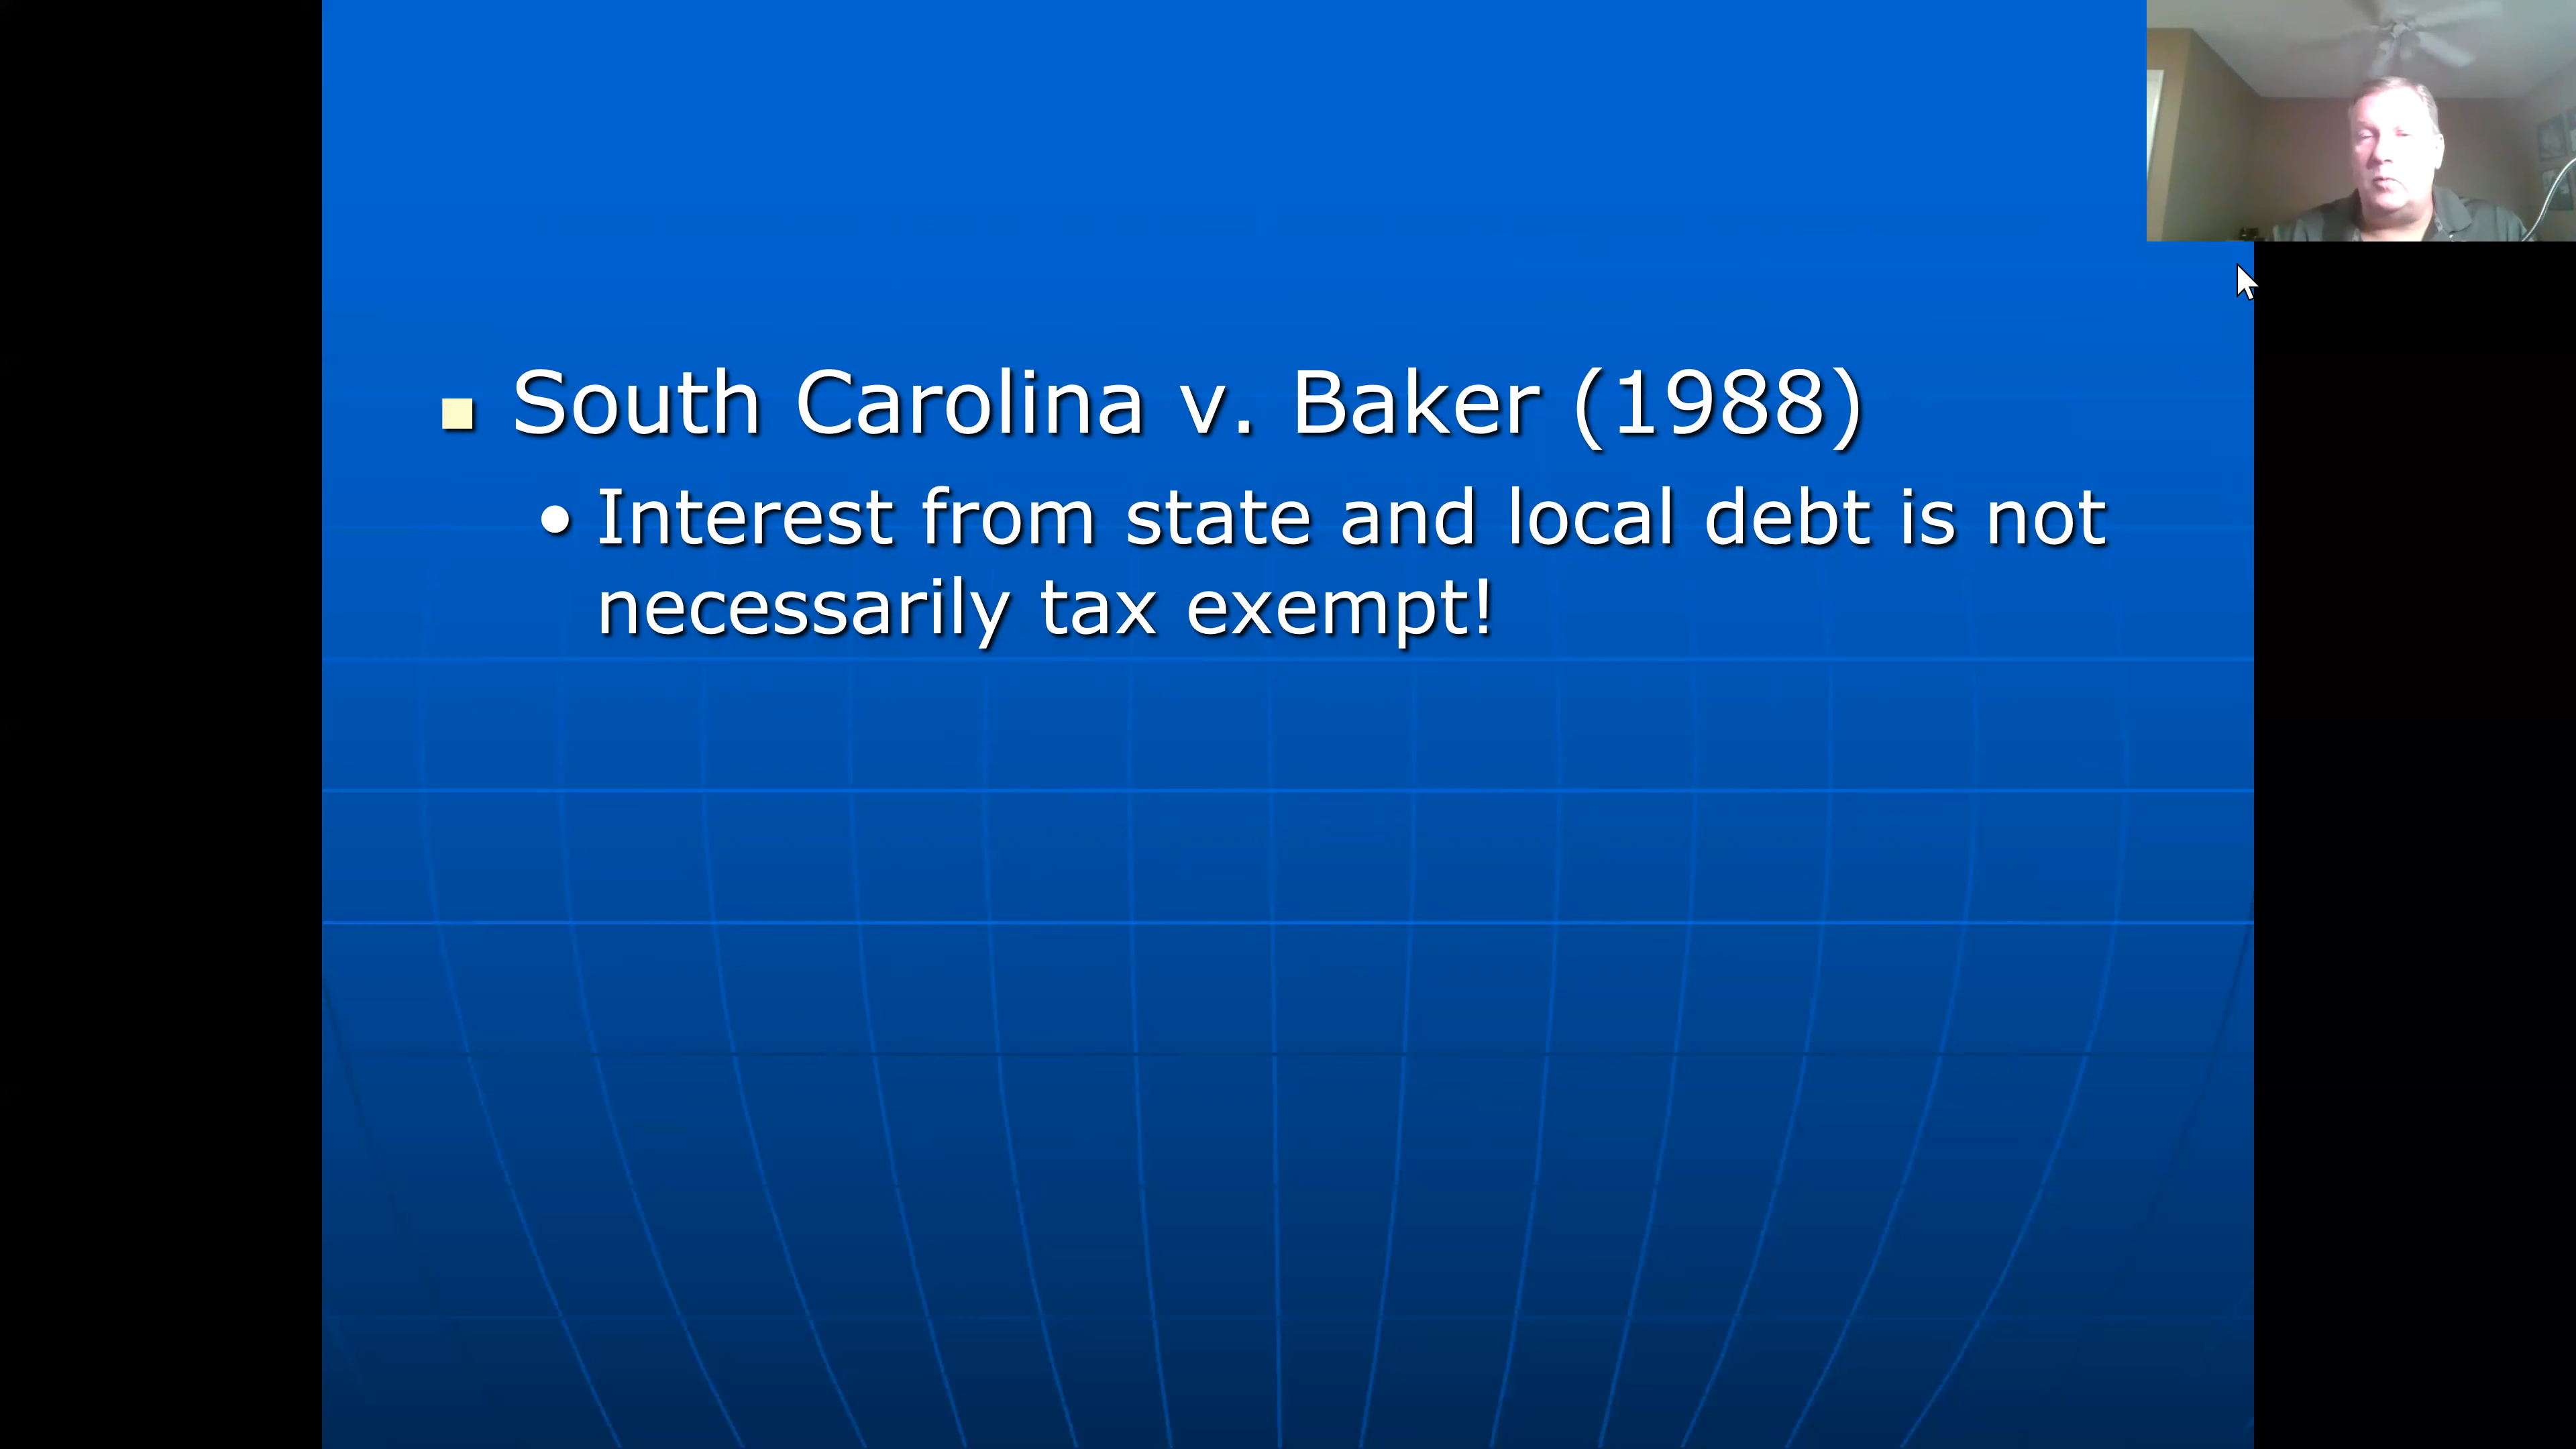 South Carolina v. Baker (1988)
Interest from state and local debt is not
necessarily tax exempt!